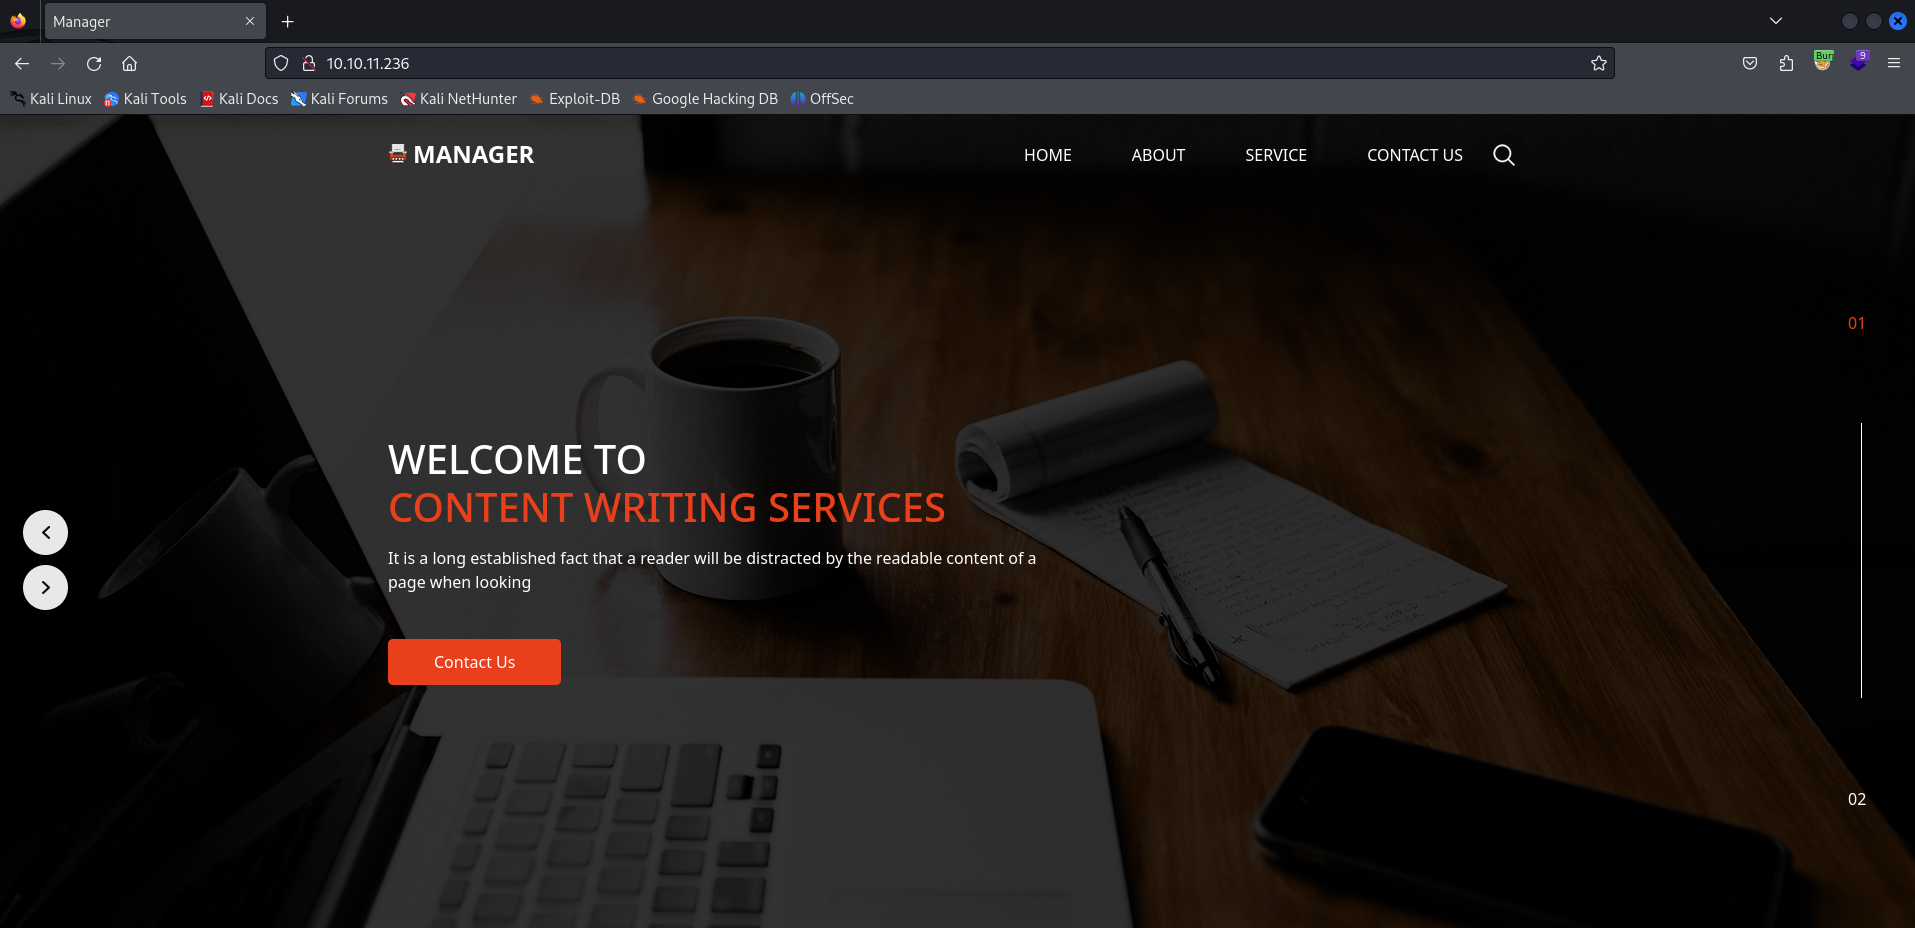 Manager
10.10.11.236
Kali Linux Kali Tools Kali Docs Kali Forums Kali NetHunter Exploit-DB Google Hacking DB OffSec
Bur 9
MANAGER
HOME ABOUT SERVICE CONTACT US
01
WELCOME TO
CONTENT WRITING SERVICES
It is a long established fact that a reader will be distracted by the readable content of a
page when looking
Contact Us
02